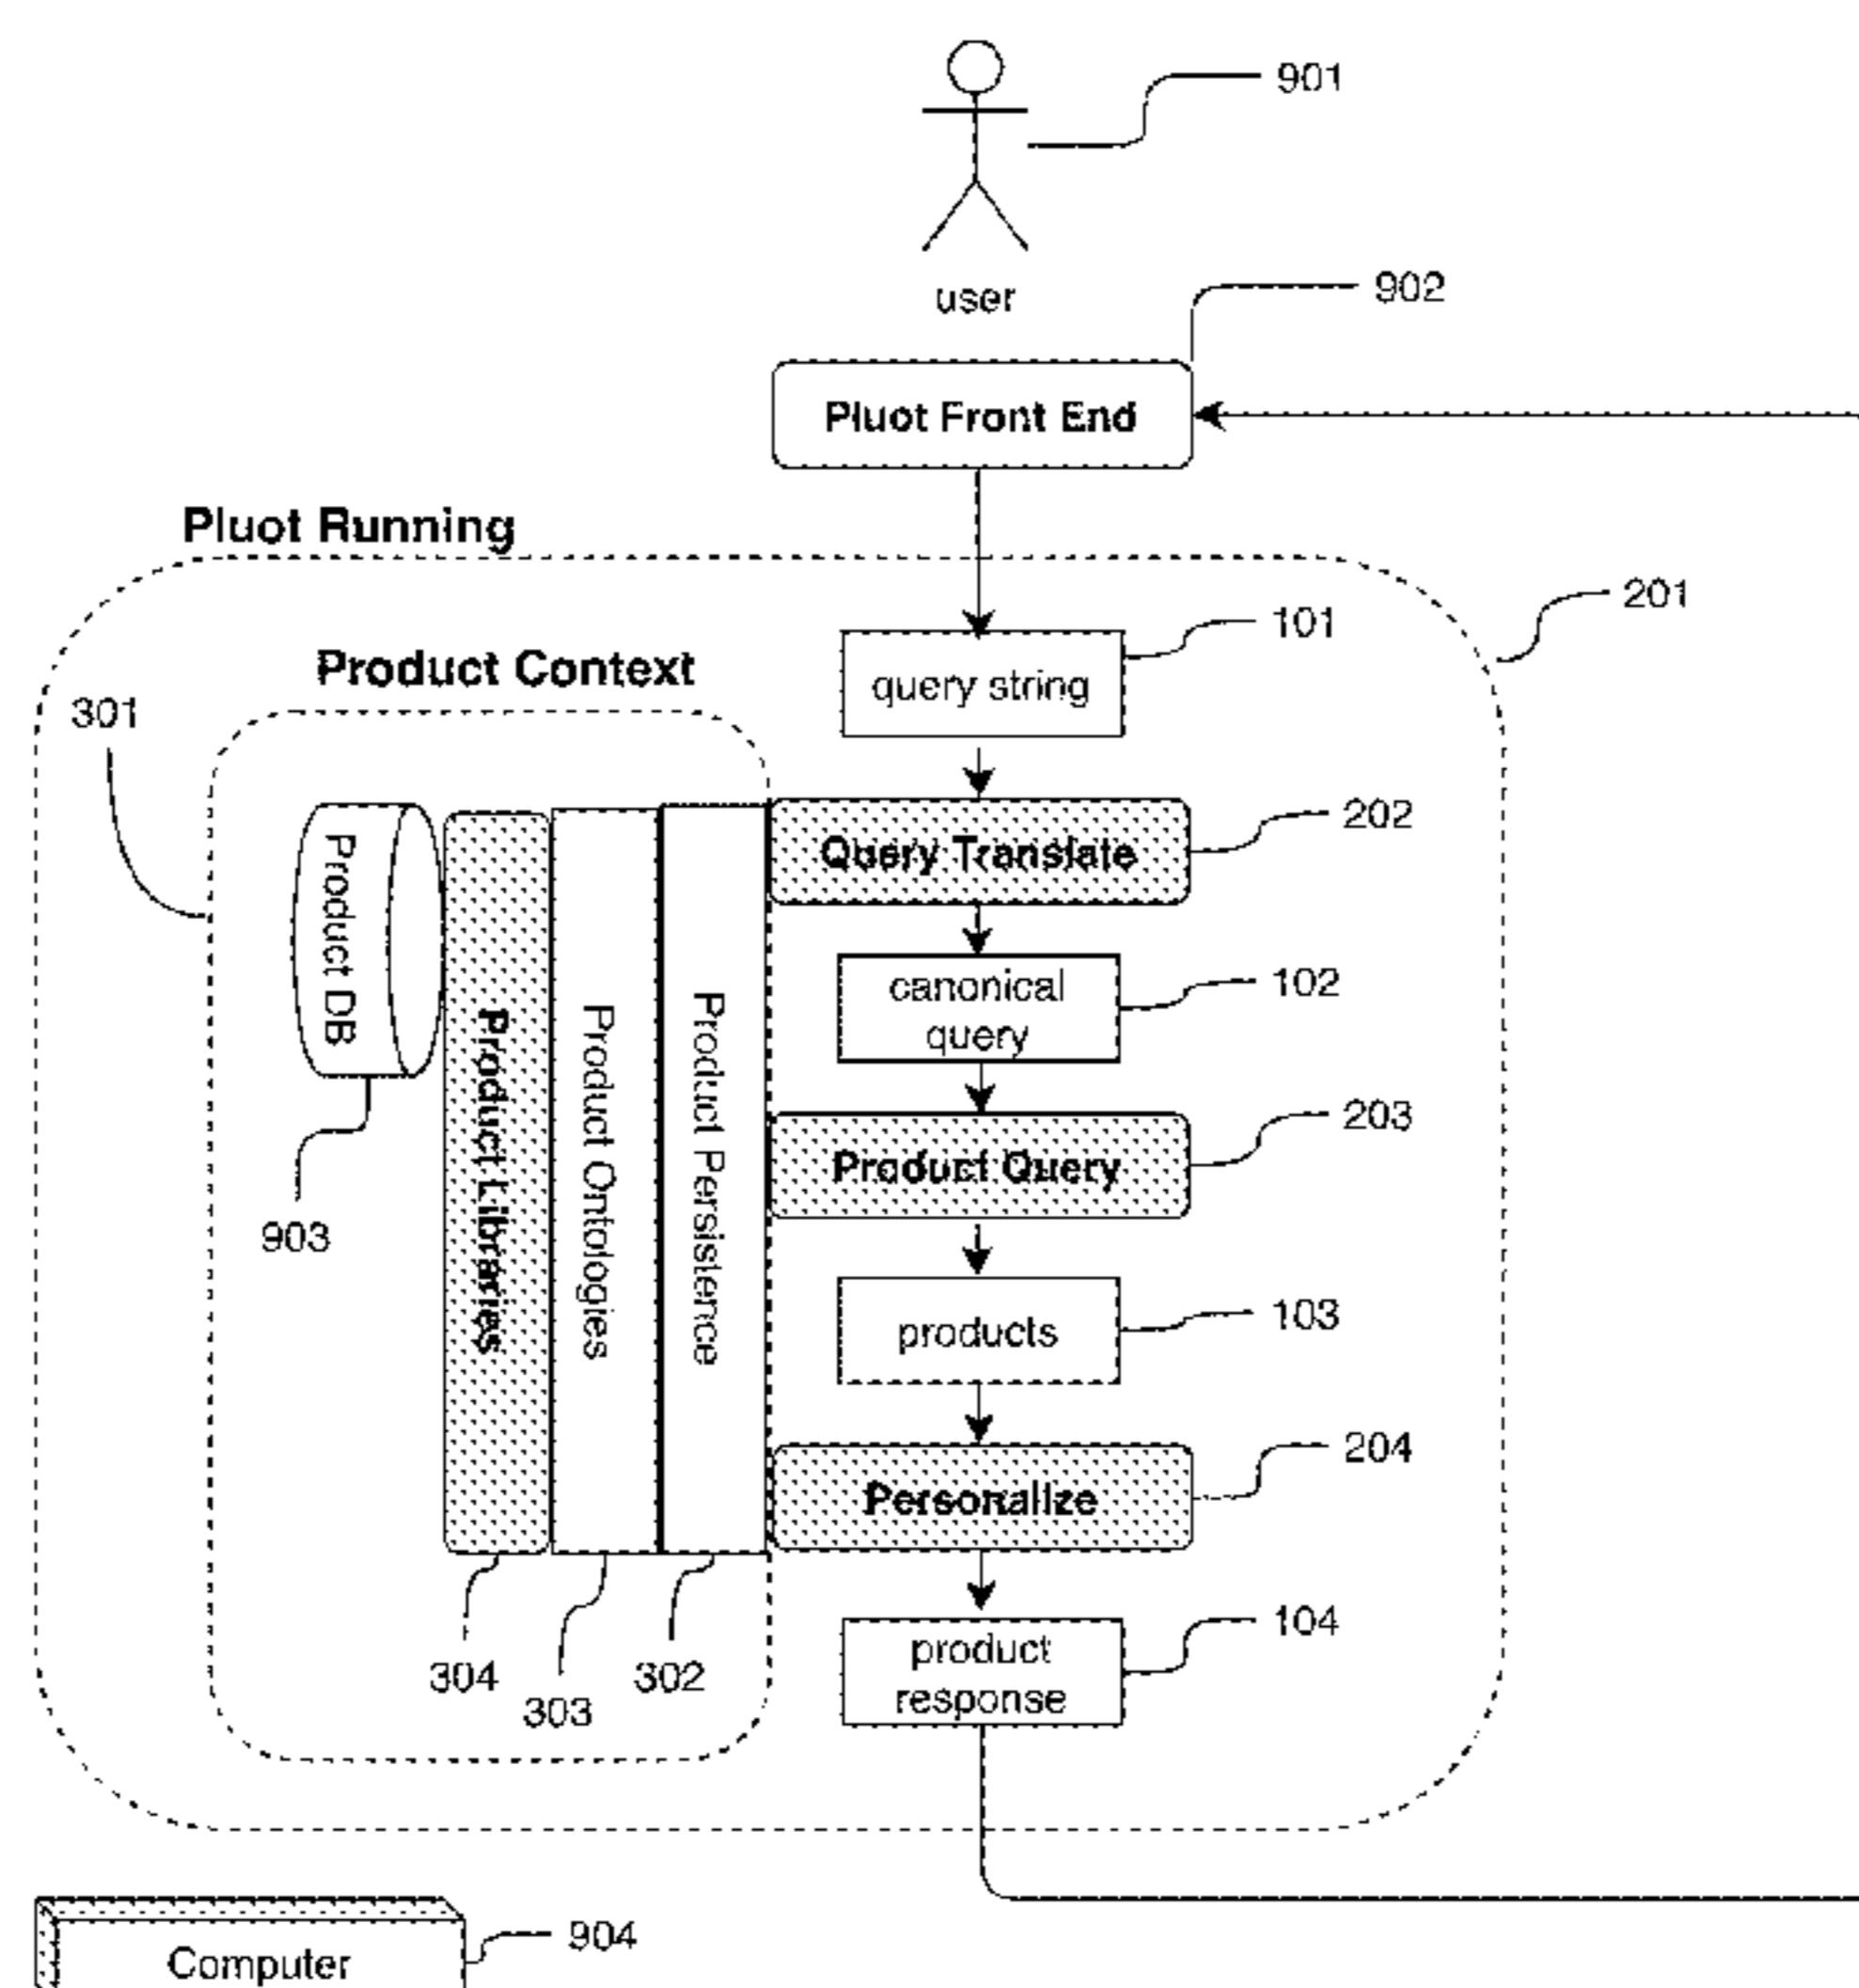 901
user
902
Pluot Front End
Pluot Running
201
101
Product Context
query string
301
202
Query Translate
Product DB
canonical
query
102
Product Libraries
Product Ontologies
Product Persistence
203
Product Query
903
products
103
204
Personalize
304
303
302
product
response
104
904
Computer